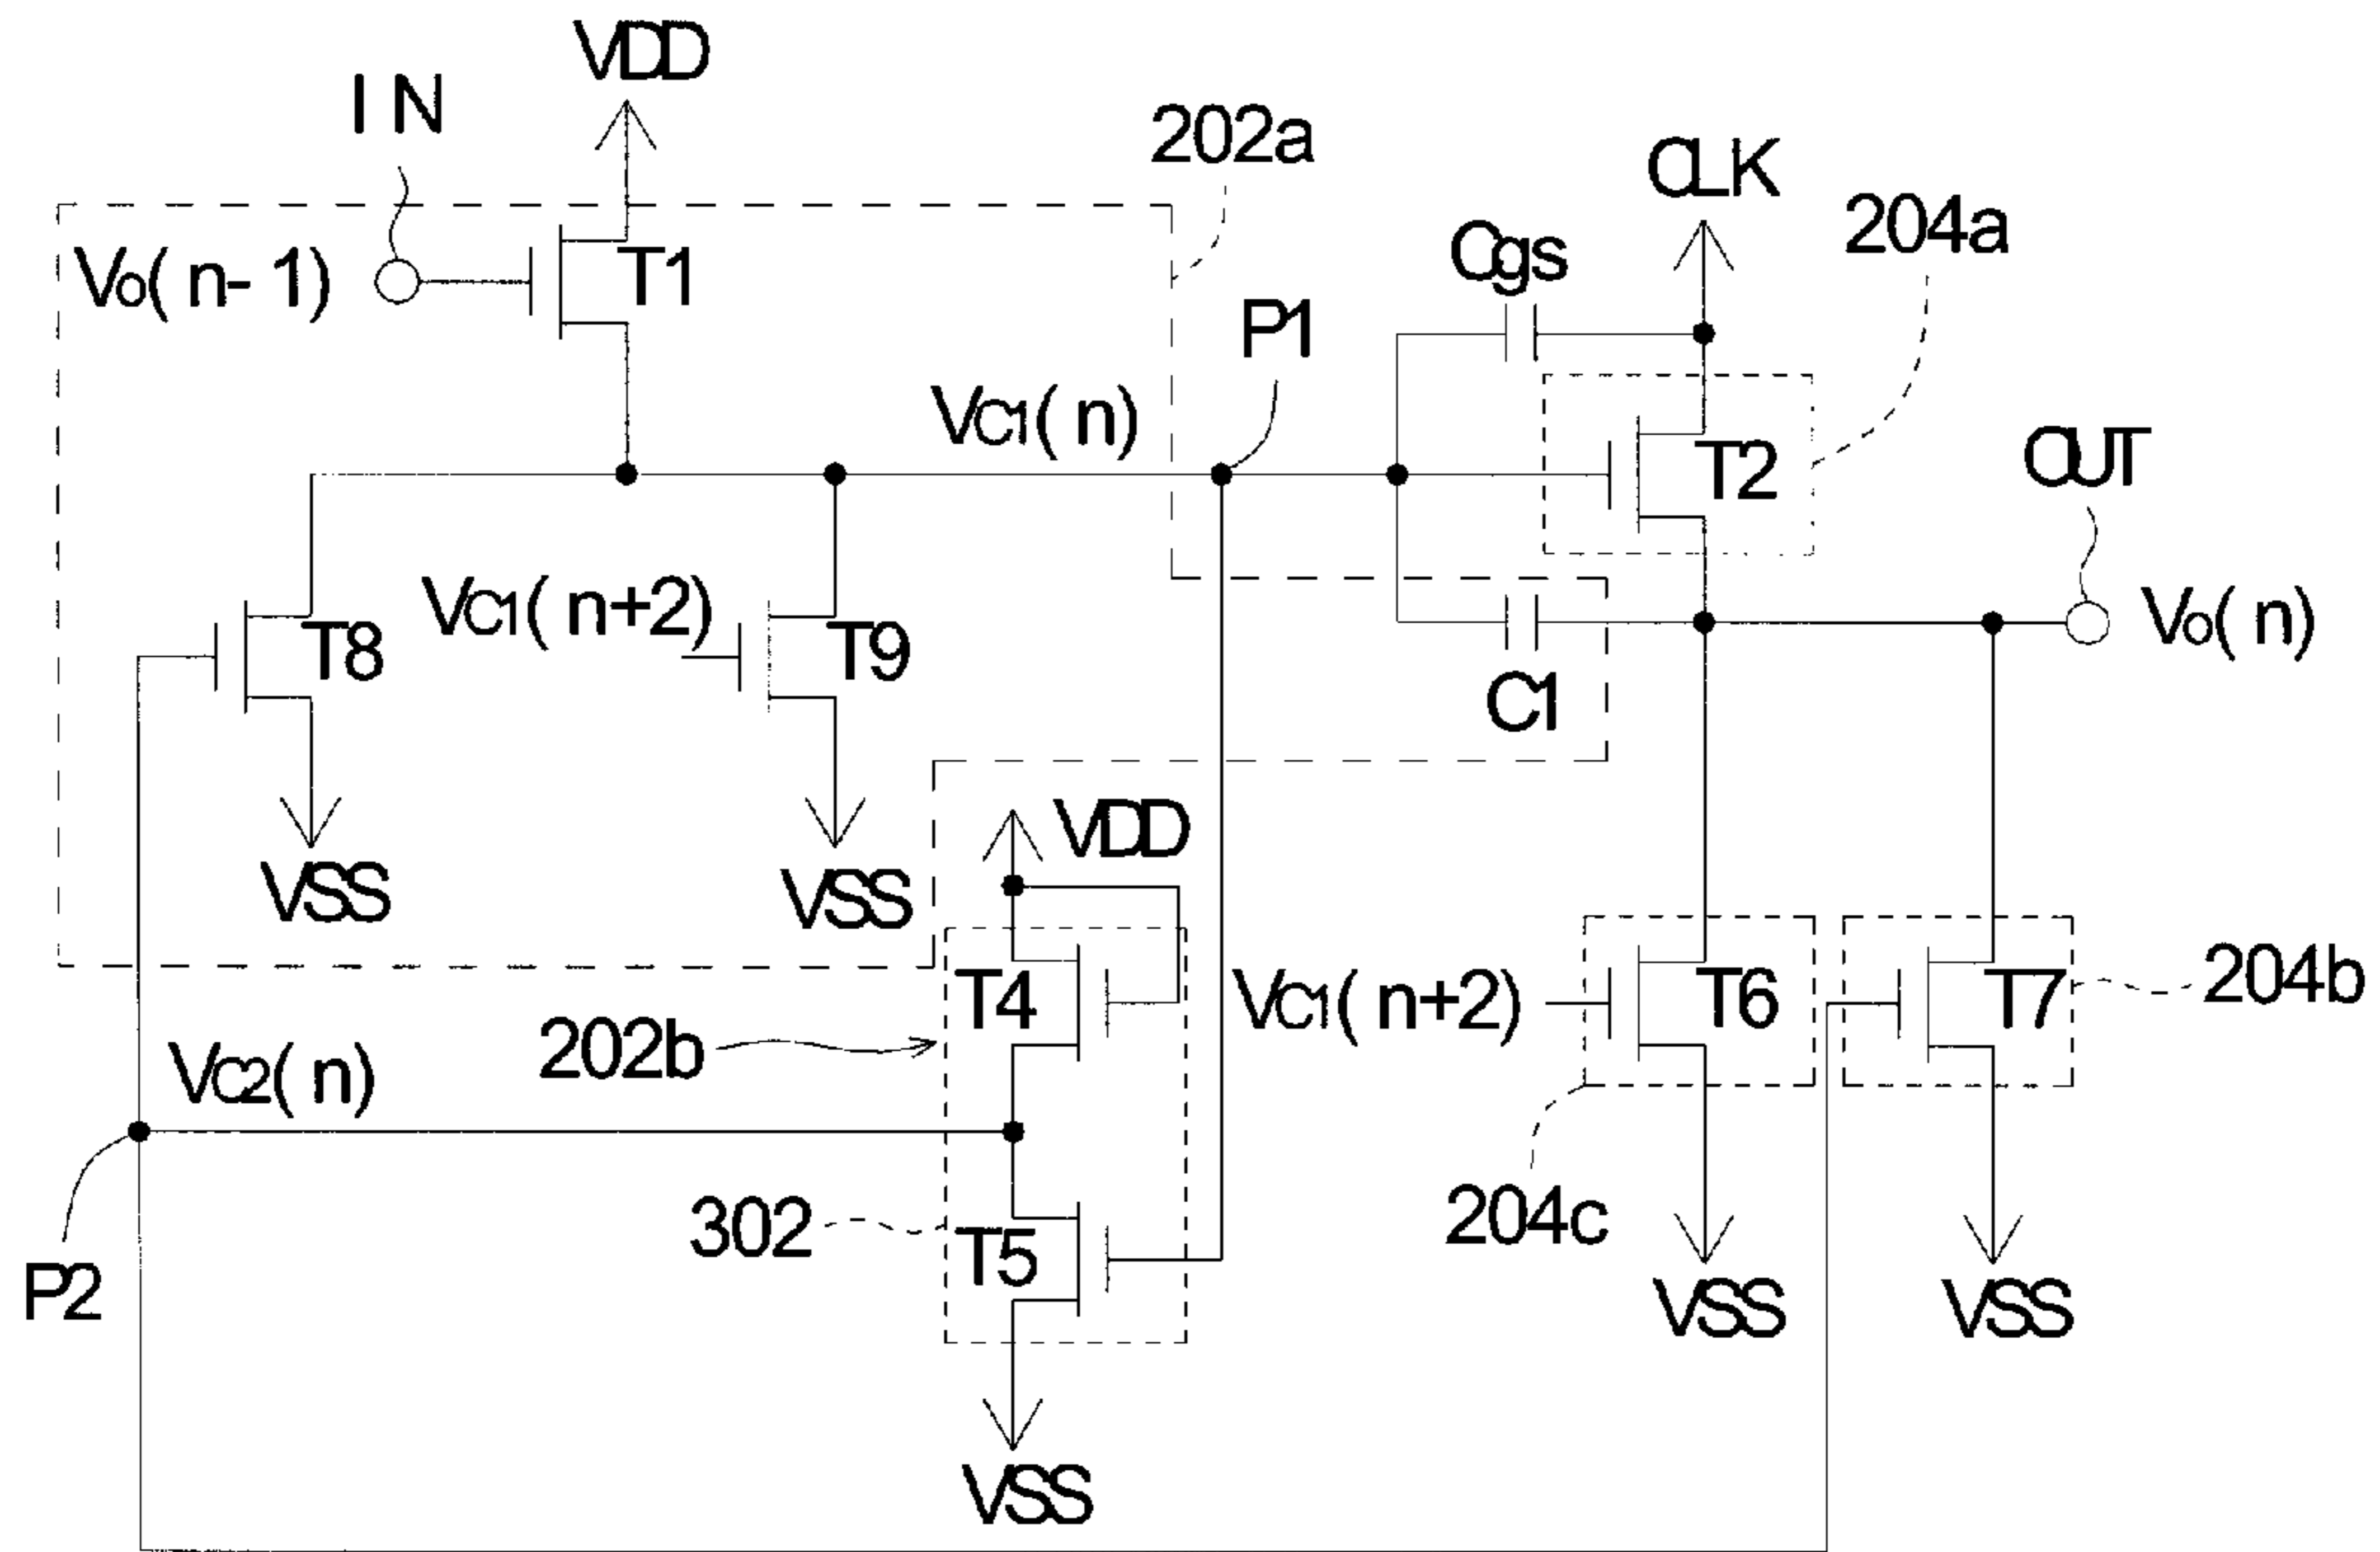 VDD
IN
202a
CLK
204a
Cgs
Vo(n-1)
T1
P1
VC1(n)
T2
OUT
VC1(n+2)
T8
T9
Vo(n)
C1
VDD
VSS
VSS
T4
VC1(n+2)
T6
T7
204b
202b
VC2(n)
302
T5
204c
P2
VSS
VSS
VSS